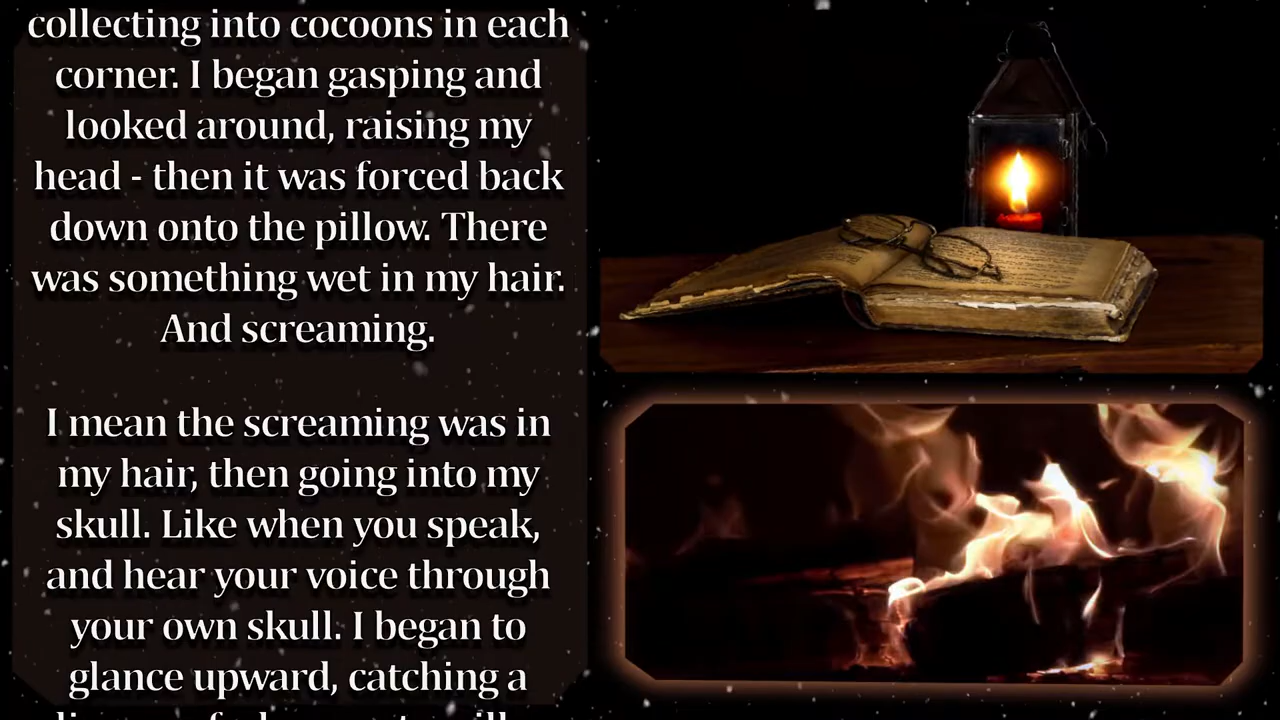 collecting into cocoons in each
corner. I began gasping and
looked around, raising my
head - then it was forced back
down onto the pillow. There
was something wet in my hair.
And screaming.
I mean the screaming was in
my hair, then going into my
skull. Like when you speak,
and hear your voice through
your own skull. I began to
glance upward, catching a